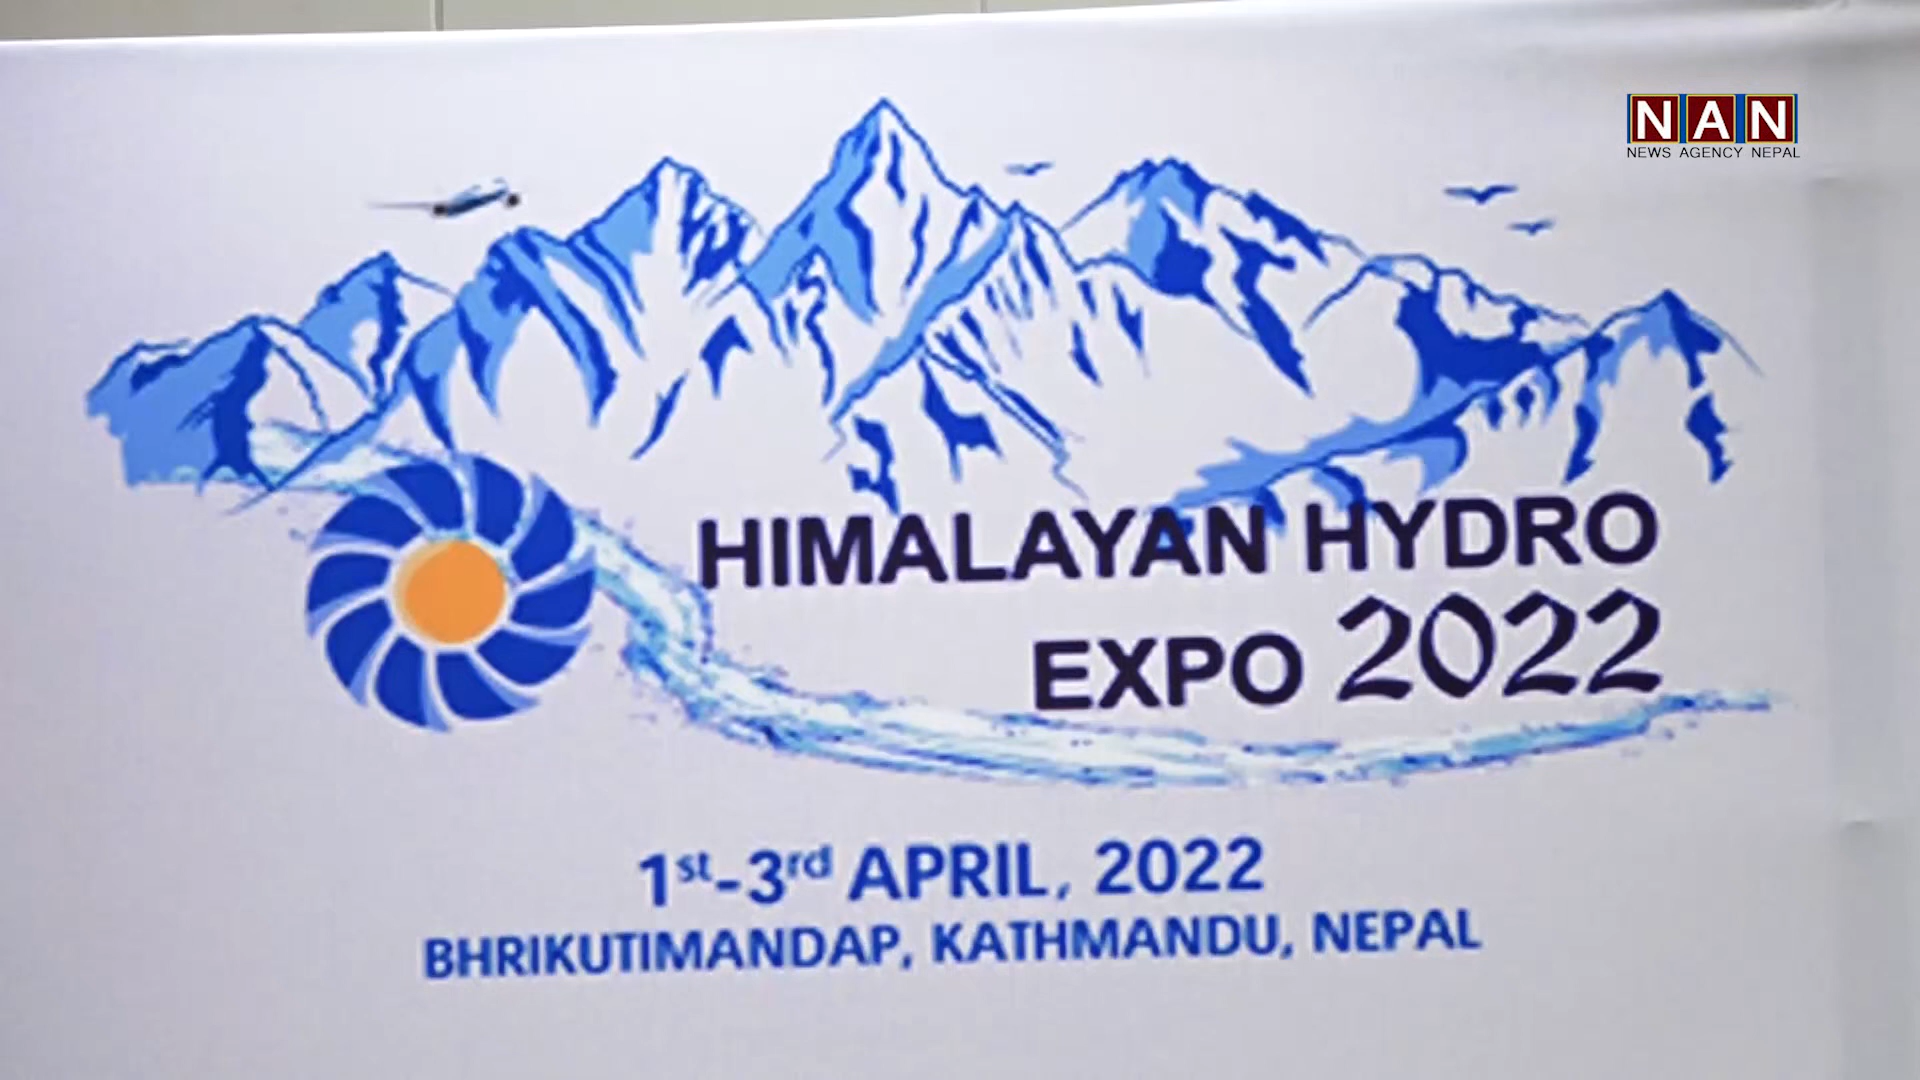 NAN
NEWS AGENCY NEPAL
HIMALAYAN HYDRO
EXPO 2022
1st-3rd APRIL, 2022
BHRIKUTIMANDAP, KATHMANDU, NEPAL